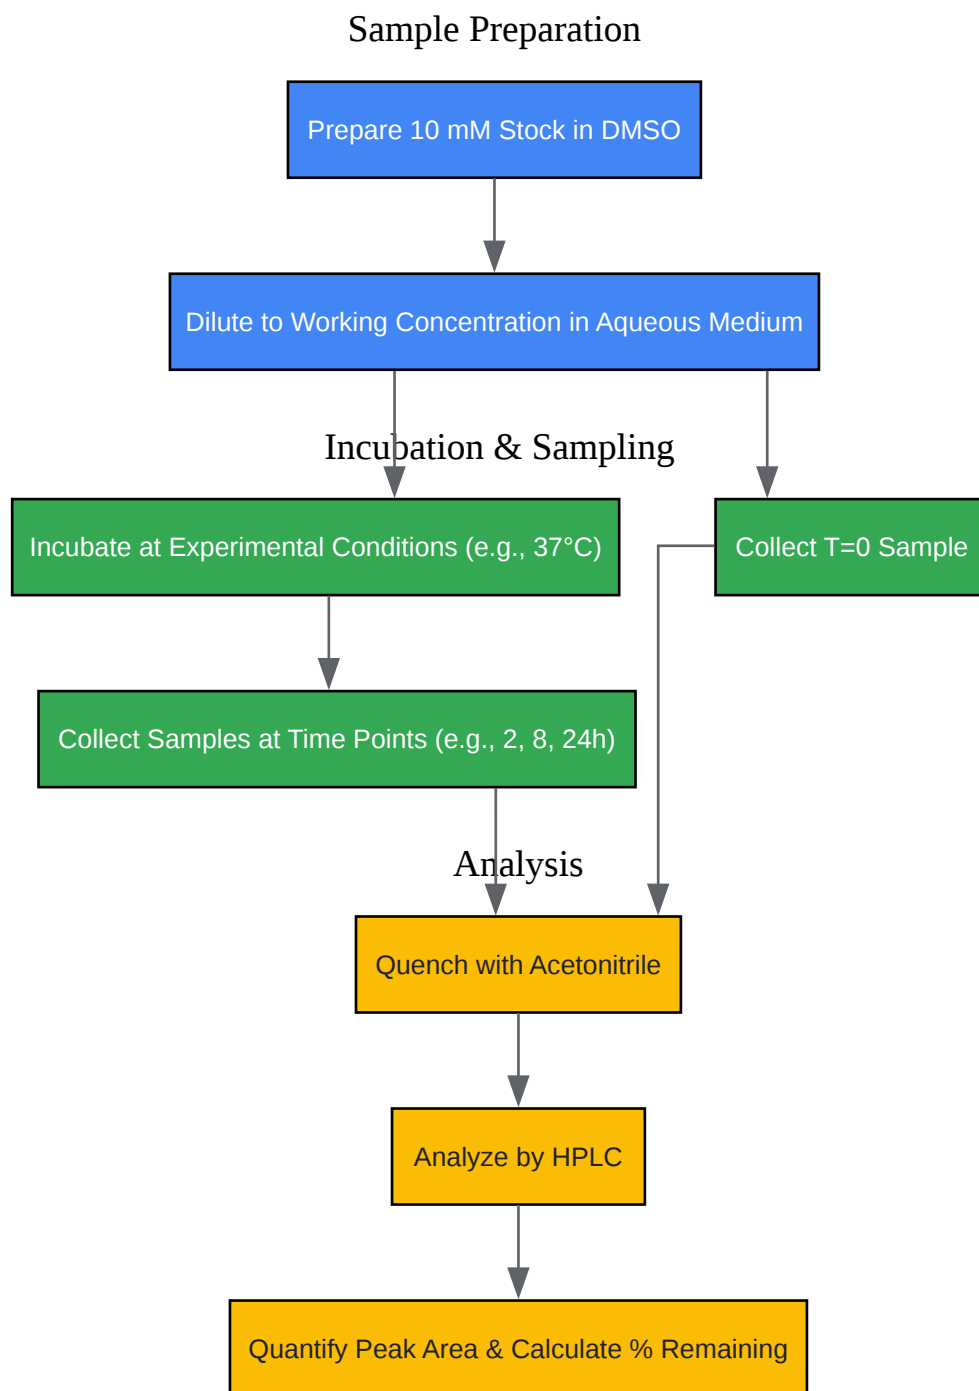 Sample Preparation
Prepare 10 mM Stock in DMSO
Dilute to Working Concentration in Aqueous Medium
Incubation & Sampling
Incubate at Experimental Conditions (e.g., 37°C)
Collect T=0 Sample
Collect Samples at Time Points (e.g., 2, 8, 24h)
Analysis
Quench with Acetonitrile
Analyze by HPLC
Quantify Peak Area & Calculate % Remaining